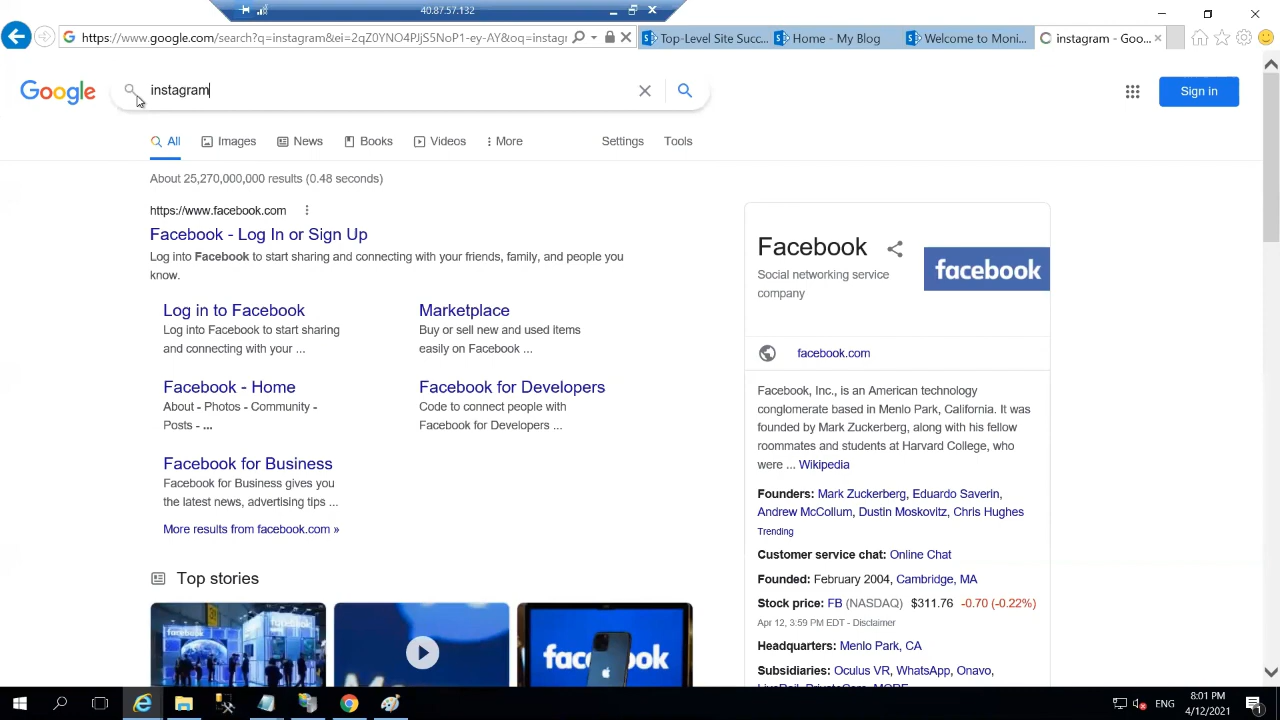 40.87.57.132
https://www.google.com/search?q=instagram&ei=2qZ0YNO4PJjS5NoP1-ey-AY&oq=instagr
Top-Level Site Succ...
Home - My Blog
Welcome to Moni...
instagram - Goo...
Google
instagram
Sign in
All
Images
News
Books
Videos
More
Settings
Tools
About 25,270,000,000 results (0.48 seconds)
https://www.facebook.com
Facebook - Log In or Sign Up
Log into Facebook to start sharing and connecting with your friends, family, and people you
know.
Log in to Facebook
Log into Facebook to start sharing
and connecting with your ...
Marketplace
Buy or sell new and used items
easily on Facebook ...
Facebook - Home
About - Photos - Community -
Posts - ...
Facebook for Developers
Code to connect people with
Facebook for Developers ...
Facebook for Business
Facebook for Business gives you
the latest news, advertising tips ...
More results from facebook.com »
Top stories
facebook
facebook
Facebook
Social networking service
company
facebook
facebook.com
Facebook, Inc., is an American technology
conglomerate based in Menlo Park, California. It was
founded by Mark Zuckerberg, along with his fellow
roommates and students at Harvard College, who
were ... Wikipedia
Founders: Mark Zuckerberg, Eduardo Saverin,
Andrew McCollum, Dustin Moskovitz, Chris Hughes
Trending
Customer service chat: Online Chat
Founded: February 2004, Cambridge, MA
Stock price: FB (NASDAQ) $311.76 -0.70 (-0.22%)
Apr 12, 3:59 PM EDT - Disclaimer
Headquarters: Menlo Park, CA
Subsidiaries: Oculus VR, WhatsApp, Onavo,
LiveRail, PrivateCore, MORE
ENG
8:01 PM
4/12/2021
1